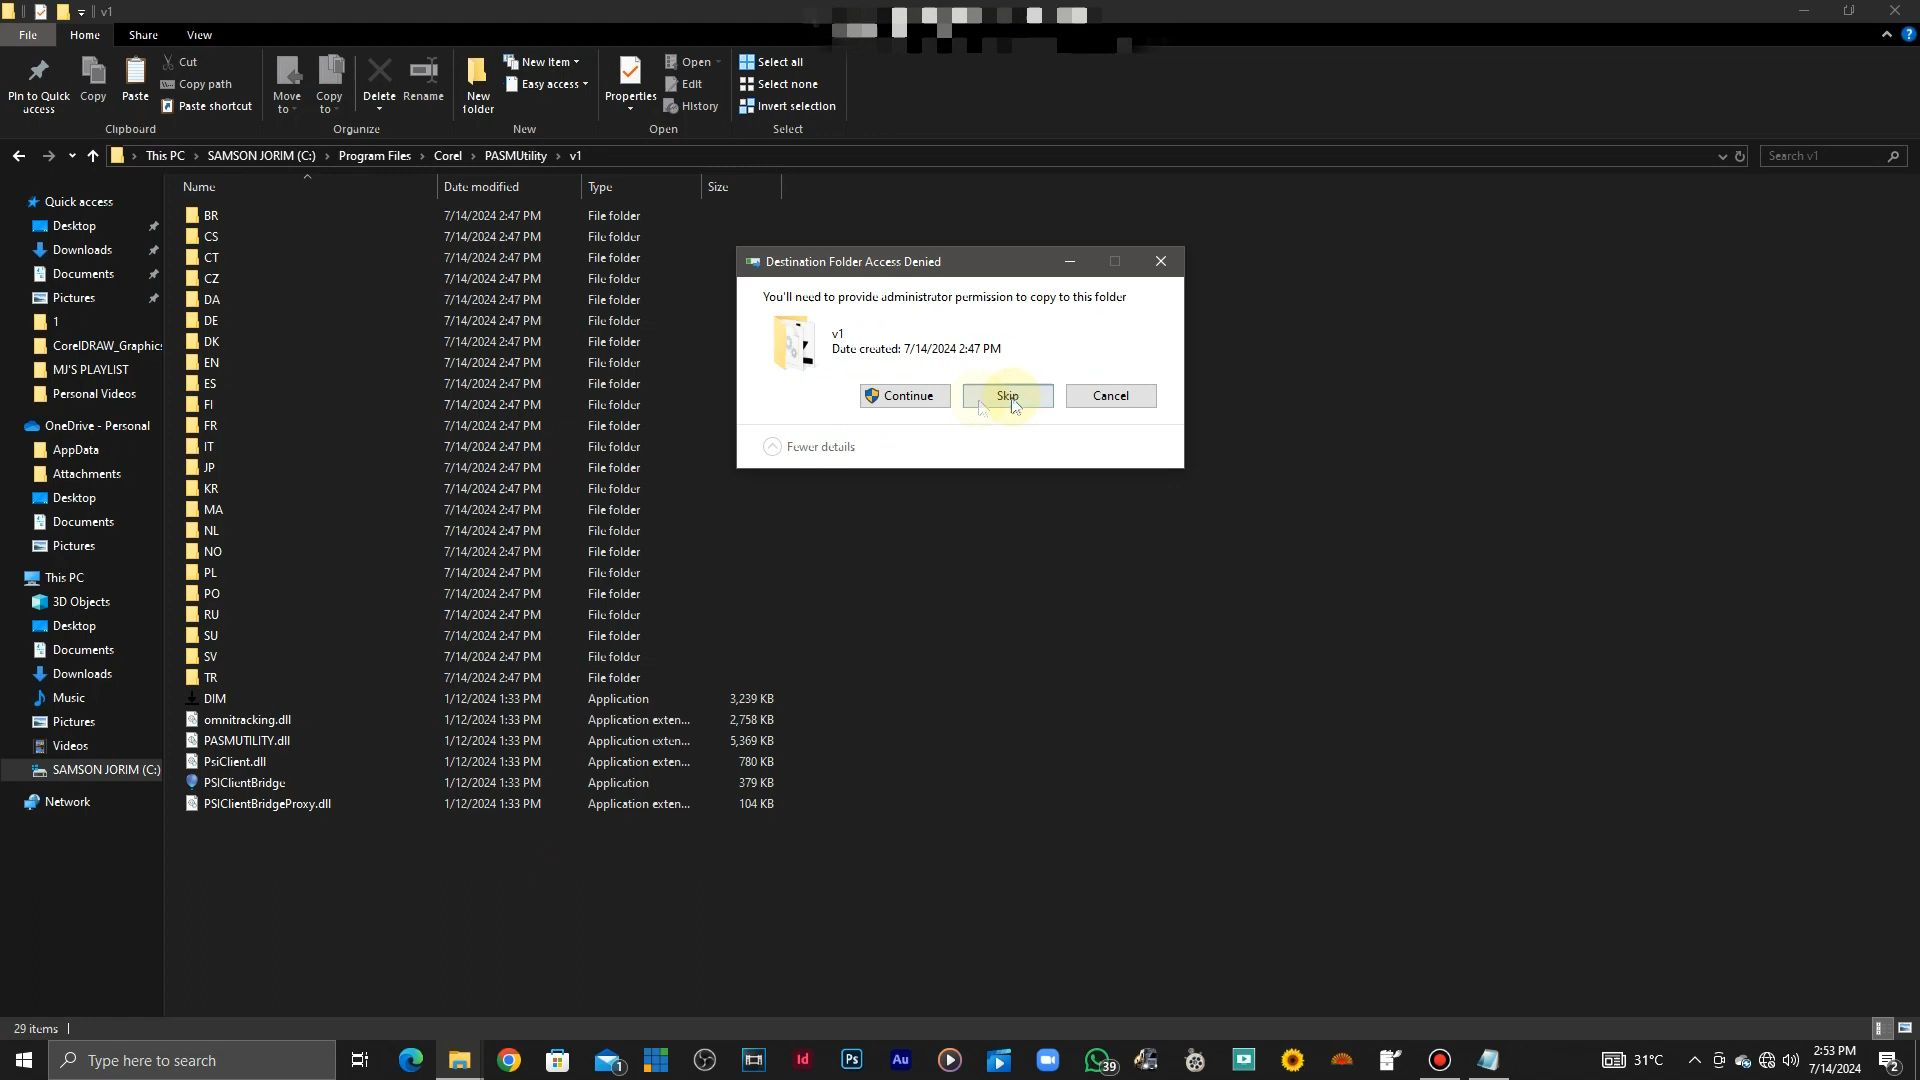 v1
File Home Share View
Pin to Quick access
Copy
Paste
Cut
Copy path
Paste shortcut
Clipboard
Move to
Copy to
Delete
Rename
Organize
New folder
New item
Easy access
New
Properties
Open
Edit
History
Open
Select all
Select none
Invert selection
Select
This PC SAMSON JORIM (C:) Program Files Corel PASMUtility v1
Search v1
Quick access
Desktop
Downloads
Documents
Pictures
1
CorelDRAW_Graphics
MJ'S PLAYLIST
Personal Videos
OneDrive - Personal
AppData
Attachments
Desktop
Documents
Pictures
This PC
3D Objects
Desktop
Documents
Downloads
Music
Pictures
Videos
SAMSON JORIM (C:)
Network
Name Date modified Type Size
BR 7/14/2024 2:47 PM File folder
CS 7/14/2024 2:47 PM File folder
CT 7/14/2024 2:47 PM File folder
CZ 7/14/2024 2:47 PM File folder
DA 7/14/2024 2:47 PM File folder
DE 7/14/2024 2:47 PM File folder
DK 7/14/2024 2:47 PM File folder
EN 7/14/2024 2:47 PM File folder
ES 7/14/2024 2:47 PM File folder
FI 7/14/2024 2:47 PM File folder
FR 7/14/2024 2:47 PM File folder
IT 7/14/2024 2:47 PM File folder
JP 7/14/2024 2:47 PM File folder
KR 7/14/2024 2:47 PM File folder
MA 7/14/2024 2:47 PM File folder
NL 7/14/2024 2:47 PM File folder
NO 7/14/2024 2:47 PM File folder
PL 7/14/2024 2:47 PM File folder
PO 7/14/2024 2:47 PM File folder
RU 7/14/2024 2:47 PM File folder
SU 7/14/2024 2:47 PM File folder
SV 7/14/2024 2:47 PM File folder
TR 7/14/2024 2:47 PM File folder
DIM 1/12/2024 1:33 PM Application 3,239 KB
omnitracking.dll 1/12/2024 1:33 PM Application exten... 2,758 KB
PASMUTILITY.dll 1/12/2024 1:33 PM Application exten... 5,369 KB
PsiClient.dll 1/12/2024 1:33 PM Application exten... 780 KB
PSIClientBridge 1/12/2024 1:33 PM Application 379 KB
PSIClientBridgeProxy.dll 1/12/2024 1:33 PM Application exten... 104 KB
Destination Folder Access Denied
You'll need to provide administrator permission to copy to this folder
v1
Date created: 7/14/2024 2:47 PM
Continue Skip Cancel
Fewer details
29 items
Type here to search
1
Id
Ps
Au
39
31°C
2:53 PM
7/14/2024
2